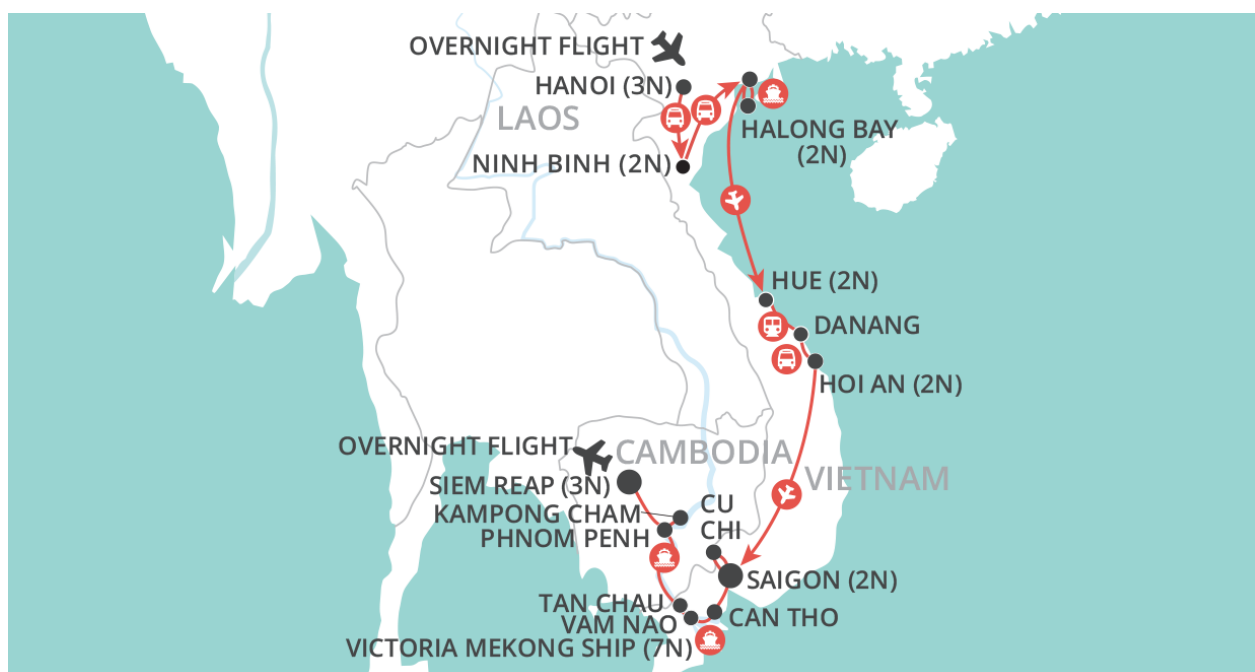 OVERNIGHT FLIGHT
HANOI (3N)
LAOS
HALONG BAY
(2N)
NINH BINH (2N)
HUE (2N)
DANANG
HOI AN (2N)
OVERNIGHT FLIGHT
CAMBODIA
VIETNAM
SIEM REAP (3N)
KAMPONG CHAM
PHNOM PENH
CU
CHI
SAIGON (2N)
TAN CHAU
VAM NAO
CAN THO
VICTORIA MEKONG SHIP (7N)